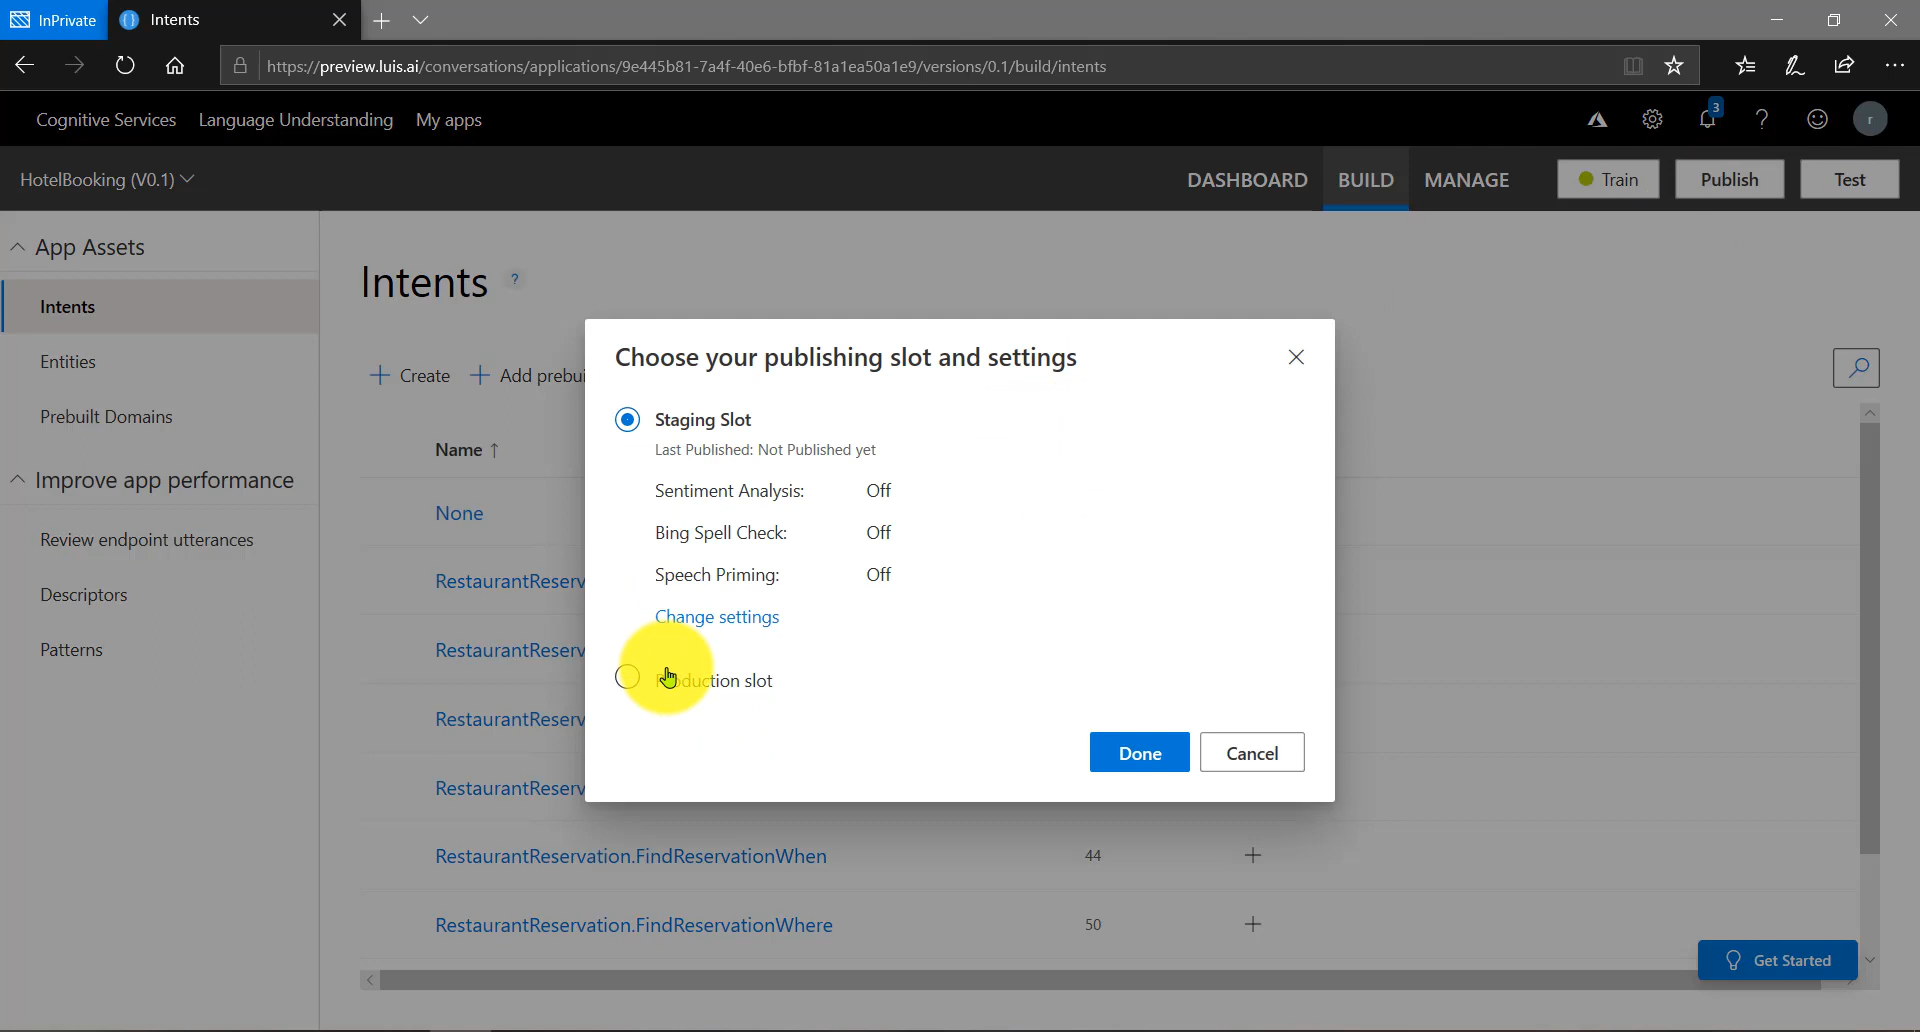 InPrivate
Intents
https://preview.luis.ai/conversations/applications/9e445b81-7a4f-40e6-bfbf-81a1ea50a1e9/versions/0.1/build/intents
Cognitive Services Language Understanding My apps
3
r
HotelBooking (V0.1)
DASHBOARD BUILD MANAGE Train Publish Test
App Assets
Intents
Entities
Prebuilt Domains
Improve app performance
Review endpoint utterances
Descriptors
Patterns
Intents ?
+ Create + Add prebui
Name ↑
None
RestaurantReserv
RestaurantReserv
RestaurantReserv
RestaurantReserv
RestaurantReservation.FindReservationWhen 44 +
RestaurantReservation.FindReservationWhere 50 +
Choose your publishing slot and settings
Staging Slot
Last Published: Not Published yet
Sentiment Analysis: Off
Bing Spell Check: Off
Speech Priming: Off
Change settings
Production slot
Done Cancel
Get Started